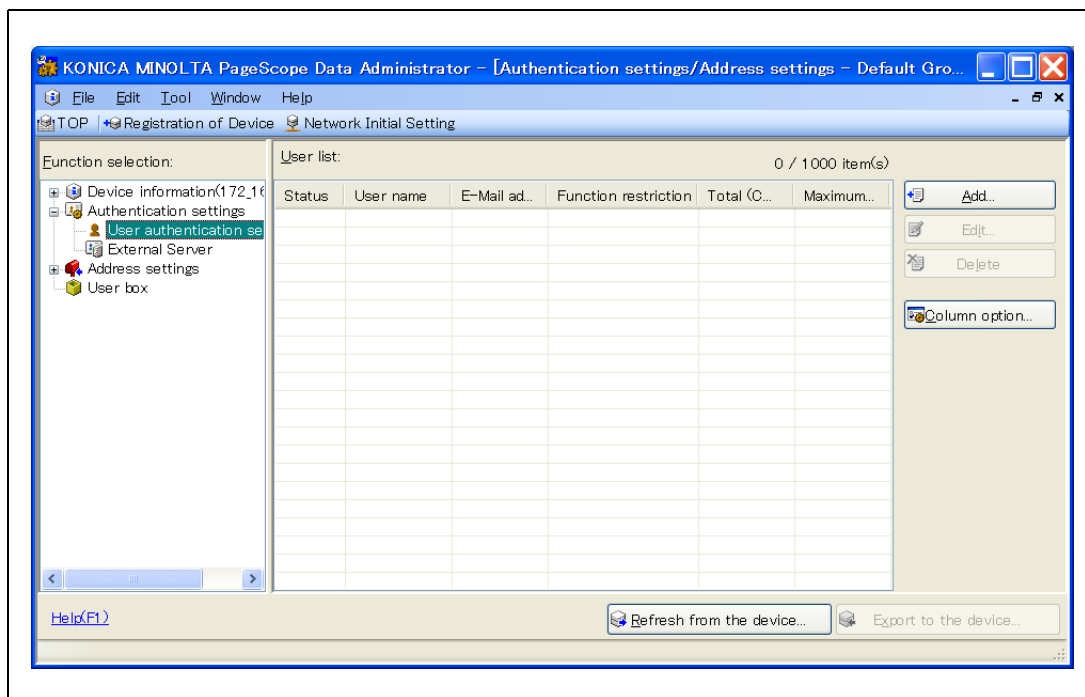 KONICA MINOLTA PageScope Data Administrator - [Authentication settings/Address settings - Default Gro...
File Edit Tool Window Help
TOP Registration of Device Network Initial Setting
Function selection:
Device information(172_16
Authentication settings
User authentication se
External Server
Address settings
User box
User list:
0 / 1000 item(s)
Status User name E-Mail ad... Function restriction Total (C... Maximum...
Add...
Edit...
Delete
Column option...
Help(F1)
Refresh from the device... Export to the device...